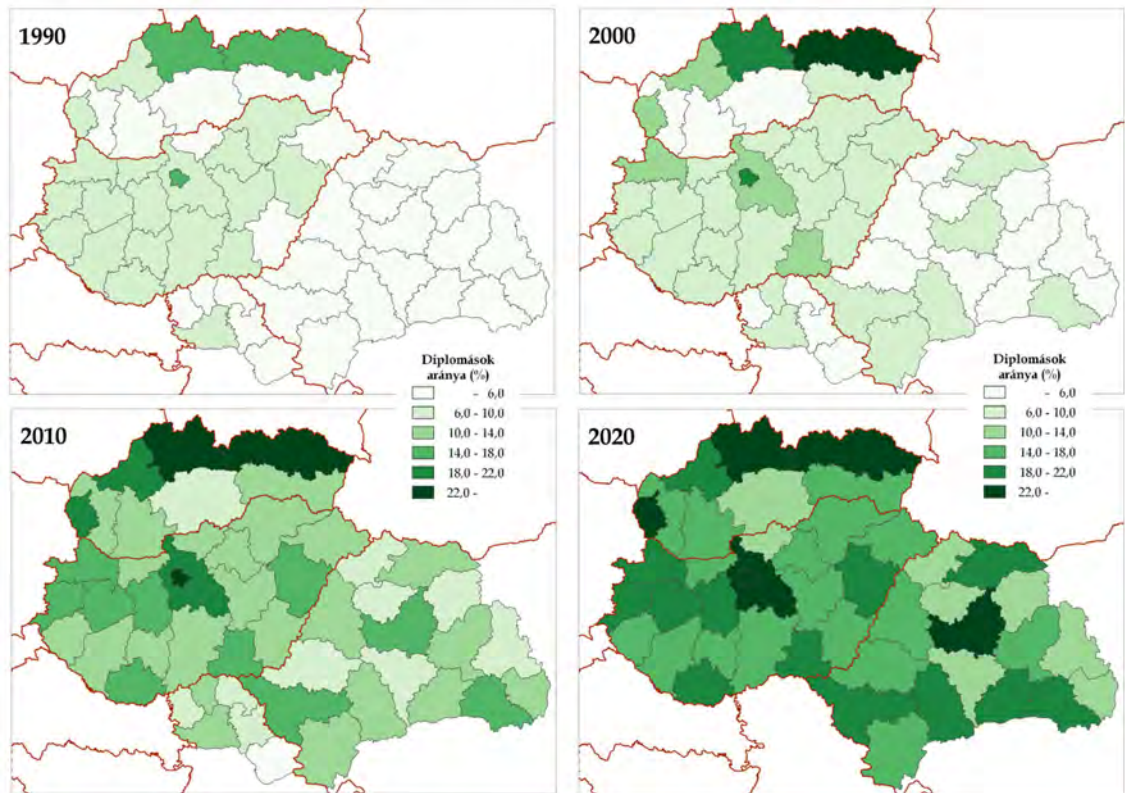 1990
2000
Diplomások
aránya (%)
- 6,0
6,0 - 10,0
10,0 - 14,0
14,0 - 18,0
18,0 - 22,0
22,0 -
Diplomások
aránya (%)
- 6,0
6,0 - 10,0
10,0 - 14,0
14,0 - 18,0
18,0 - 22,0
22,0 -
2010
2020